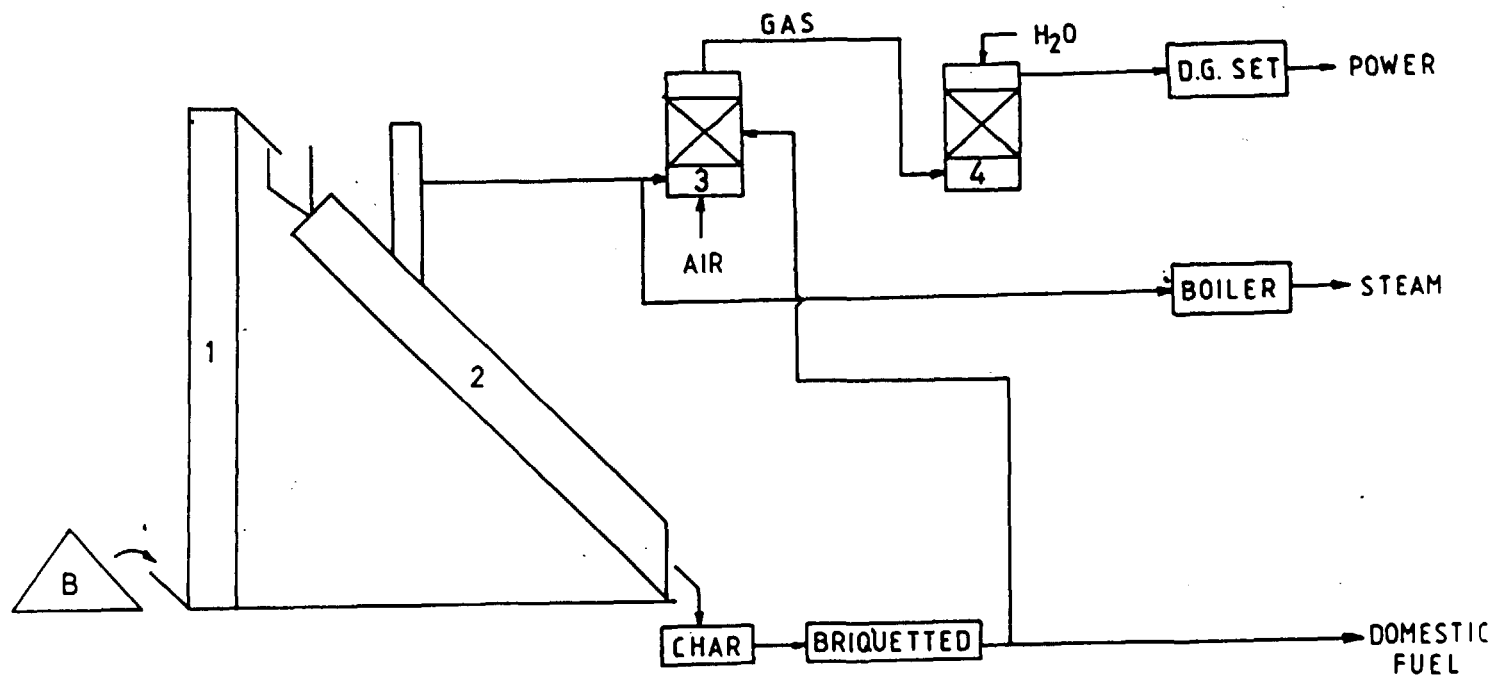 GAS
H₂O
D.G. SET
POWER
3
4
AIR
BOILER
STEAM
1
2
B
CHAR
BRIQUETTED
DOMESTIC
FUEL